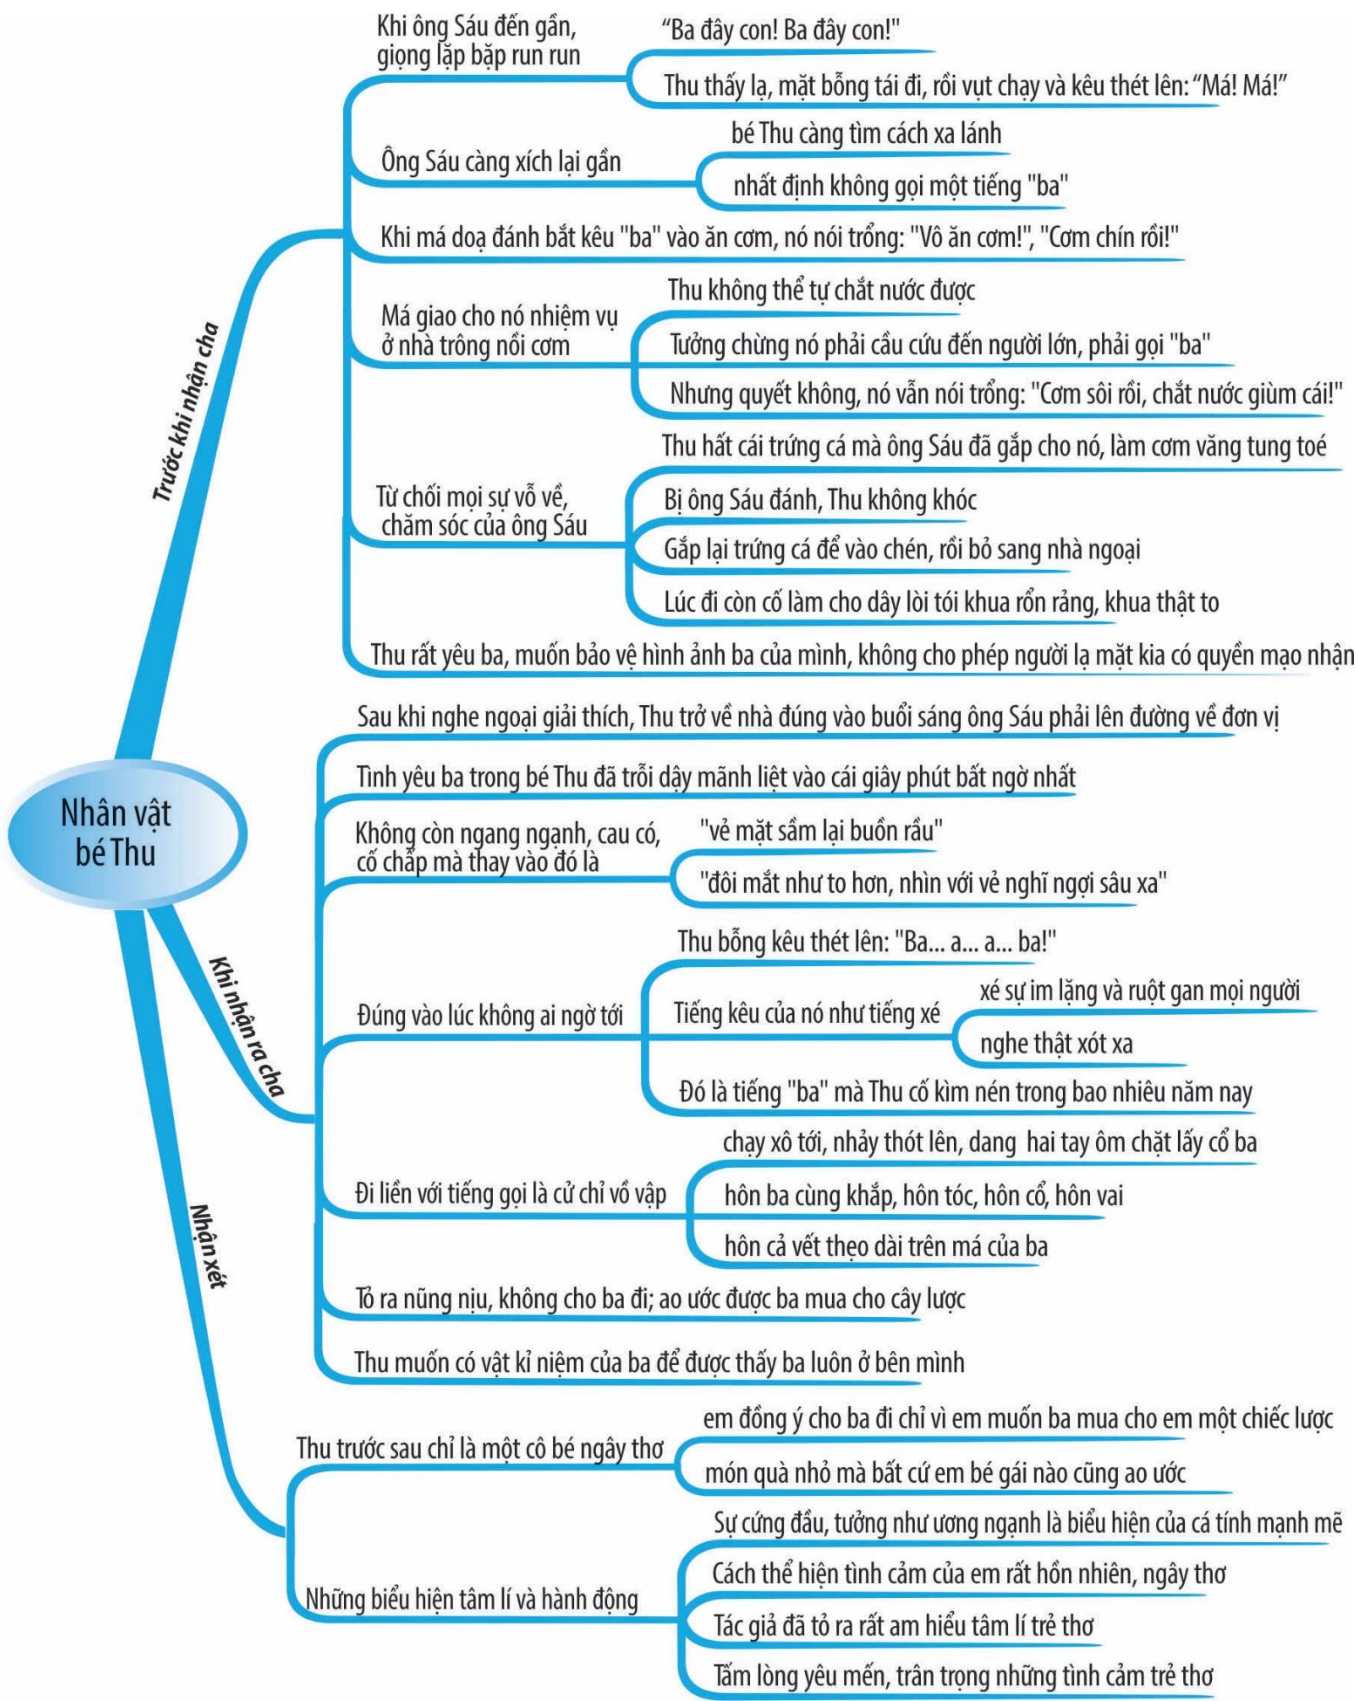 Khi ông Sáu đến gần,
giọng lặp bặp run run
“Ba đây con! Ba đây con!"
Thu thấy lạ, mặt bỗng tái đi, rồi vụt chạy và kêu thét lên: “Má! Má!”
Ông Sáu càng xích lại gần
bé Thu càng tìm cách xa lánh
nhất định không gọi một tiếng "ba"
Khi má doạ đánh bắt kêu "ba" vào ăn cơm, nó nói trổng: "Vô ăn cơm!", "Cơm chín rồi!"
Má giao cho nó nhiệm vụ
ở nhà trông nồi cơm
Thu không thể tự chắt nước được
Tưởng chừng nó phải cầu cứu đến người lớn, phải gọi "ba"
Nhưng quyết không, nó vẫn nói trổng: "Cơm sôi rồi, chắt nước giùm cái!"
Từ chối mọi sự vỗ về,
chăm sóc của ông Sáu
Thu hất cái trứng cá mà ông Sáu đã gắp cho nó, làm cơm văng tung toé
Bị ông Sáu đánh, Thu không khóc
Gắp lại trứng cá để vào chén, rồi bỏ sang nhà ngoại
Lúc đi còn cố làm cho dây lòi tói khua rổn rảng, khua thật to
Thu rất yêu ba, muốn bảo vệ hình ảnh ba của mình, không cho phép người lạ mặt kia có quyền mạo nhận
Trước khi nhận cha
Nhân vật
bé Thu
Sau khi nghe ngoại giải thích, Thu trở về nhà đúng vào buổi sáng ông Sáu phải lên đường về đơn vị
Tình yêu ba trong bé Thu đã trỗi dậy mãnh liệt vào cái giây phút bất ngờ nhất
Không còn ngang ngạnh, cau có,
cố chấp mà thay vào đó là
"vẻ mặt sầm lại buồn rầu"
"đôi mắt như to hơn, nhìn với vẻ nghĩ ngợi sâu xa"
Đúng vào lúc không ai ngờ tới
Thu bỗng kêu thét lên: "Ba... a... a... ba!"
Tiếng kêu của nó như tiếng xé
xé sự im lặng và ruột gan mọi người
nghe thật xót xa
Đó là tiếng "ba" mà Thu cố kìm nén trong bao nhiêu năm nay
Đi liền với tiếng gọi là cử chỉ vồ vập
chạy xô tới, nhảy thót lên, dang hai tay ôm chặt lấy cổ ba
hôn ba cùng khắp, hôn tóc, hôn cổ, hôn vai
hôn cả vết thẹo dài trên má của ba
Tỏ ra nũng nịu, không cho ba đi; ao ước được ba mua cho cây lược
Thu muốn có vật kỉ niệm của ba để được thấy ba luôn ở bên mình
Khi nhận ra cha
Nhận xét
Thu trước sau chỉ là một cô bé ngây thơ
em đồng ý cho ba đi chỉ vì em muốn ba mua cho em một chiếc lược
món quà nhỏ mà bất cứ em bé gái nào cũng ao ước
Những biểu hiện tâm lí và hành động
Sự cứng đầu, tưởng như ương ngạnh là biểu hiện của cá tính mạnh mẽ
Cách thể hiện tình cảm của em rất hồn nhiên, ngây thơ
Tác giả đã tỏ ra rất am hiểu tâm lí trẻ thơ
Tấm lòng yêu mến, trân trọng những tình cảm trẻ thơ